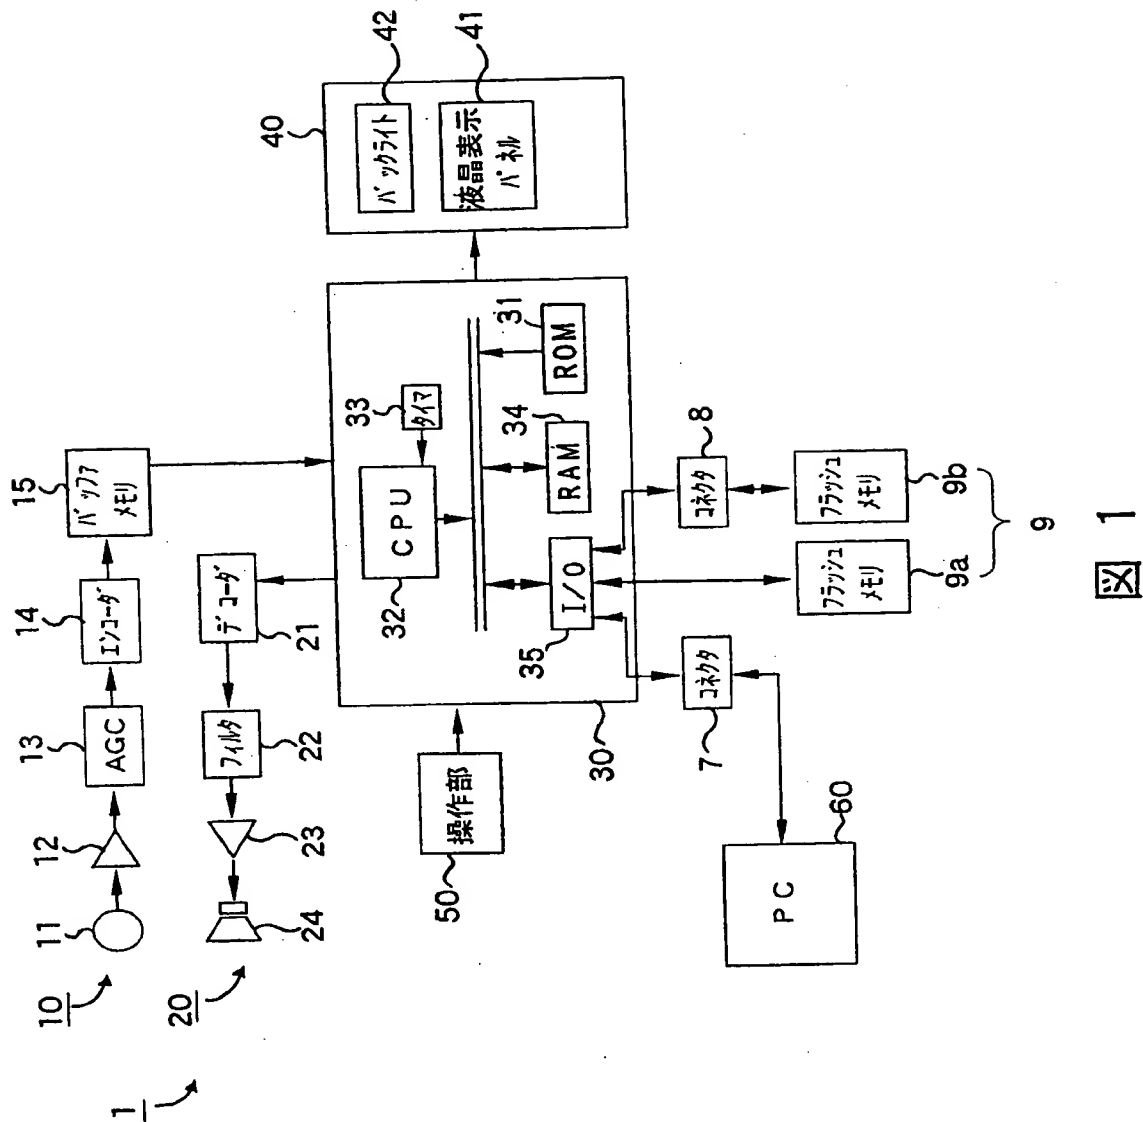 1
10
11
12
13
AGC
14
エンコーダ
15
バッファ
メモリ
20
24
23
22
フィルタ
21
デコーダ
50
操作部
30
32
CPU
33
タイマ
35
I/O
34
RAM
31
ROM
40
42
バックライト
41
液晶表示
パネル
7
コネクタ
8
コネクタ
60
PC
フラッシュ
メモリ
9a
フラッシュ
メモリ
9b
9
図 1